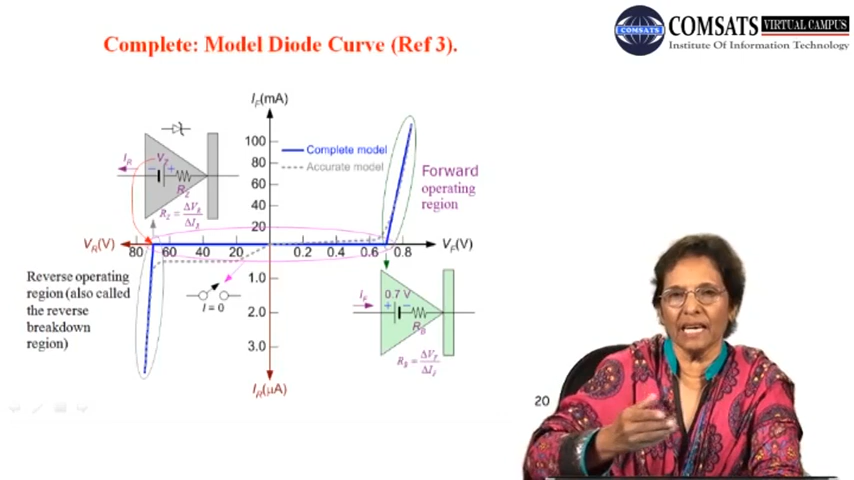 COMSATS
COMSATS VIRTUAL CAMPUS
Institute Of Information Technology
Complete: Model Diode Curve (Ref 3).
I_F(mA)
100
80
60
40
20
Complete model
Accurate model
Forward
operating
region
I_R
V_Z
− +
R_Z
R_Z = ΔV_R / ΔI_R
V_R(V)
80 60 40 20
0.2 0.4 0.6 0.8
V_F(V)
Reverse operating
region (also called
the reverse
breakdown
region)
I = 0
1.0
2.0
3.0
I_R(μA)
I_F
0.7 V
+ −
R_B
R_B = ΔV_F / ΔI_F
20